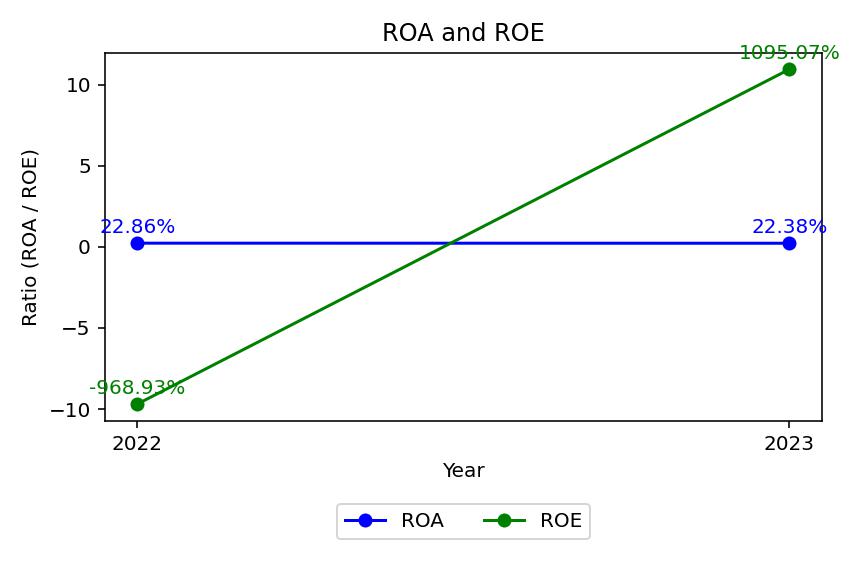 ROA and ROE
1095.07%
10
5
22.86%
22.38%
0
−5
-968.93%
−10
Ratio (ROA / ROE)
2022
2023
Year
ROA
ROE